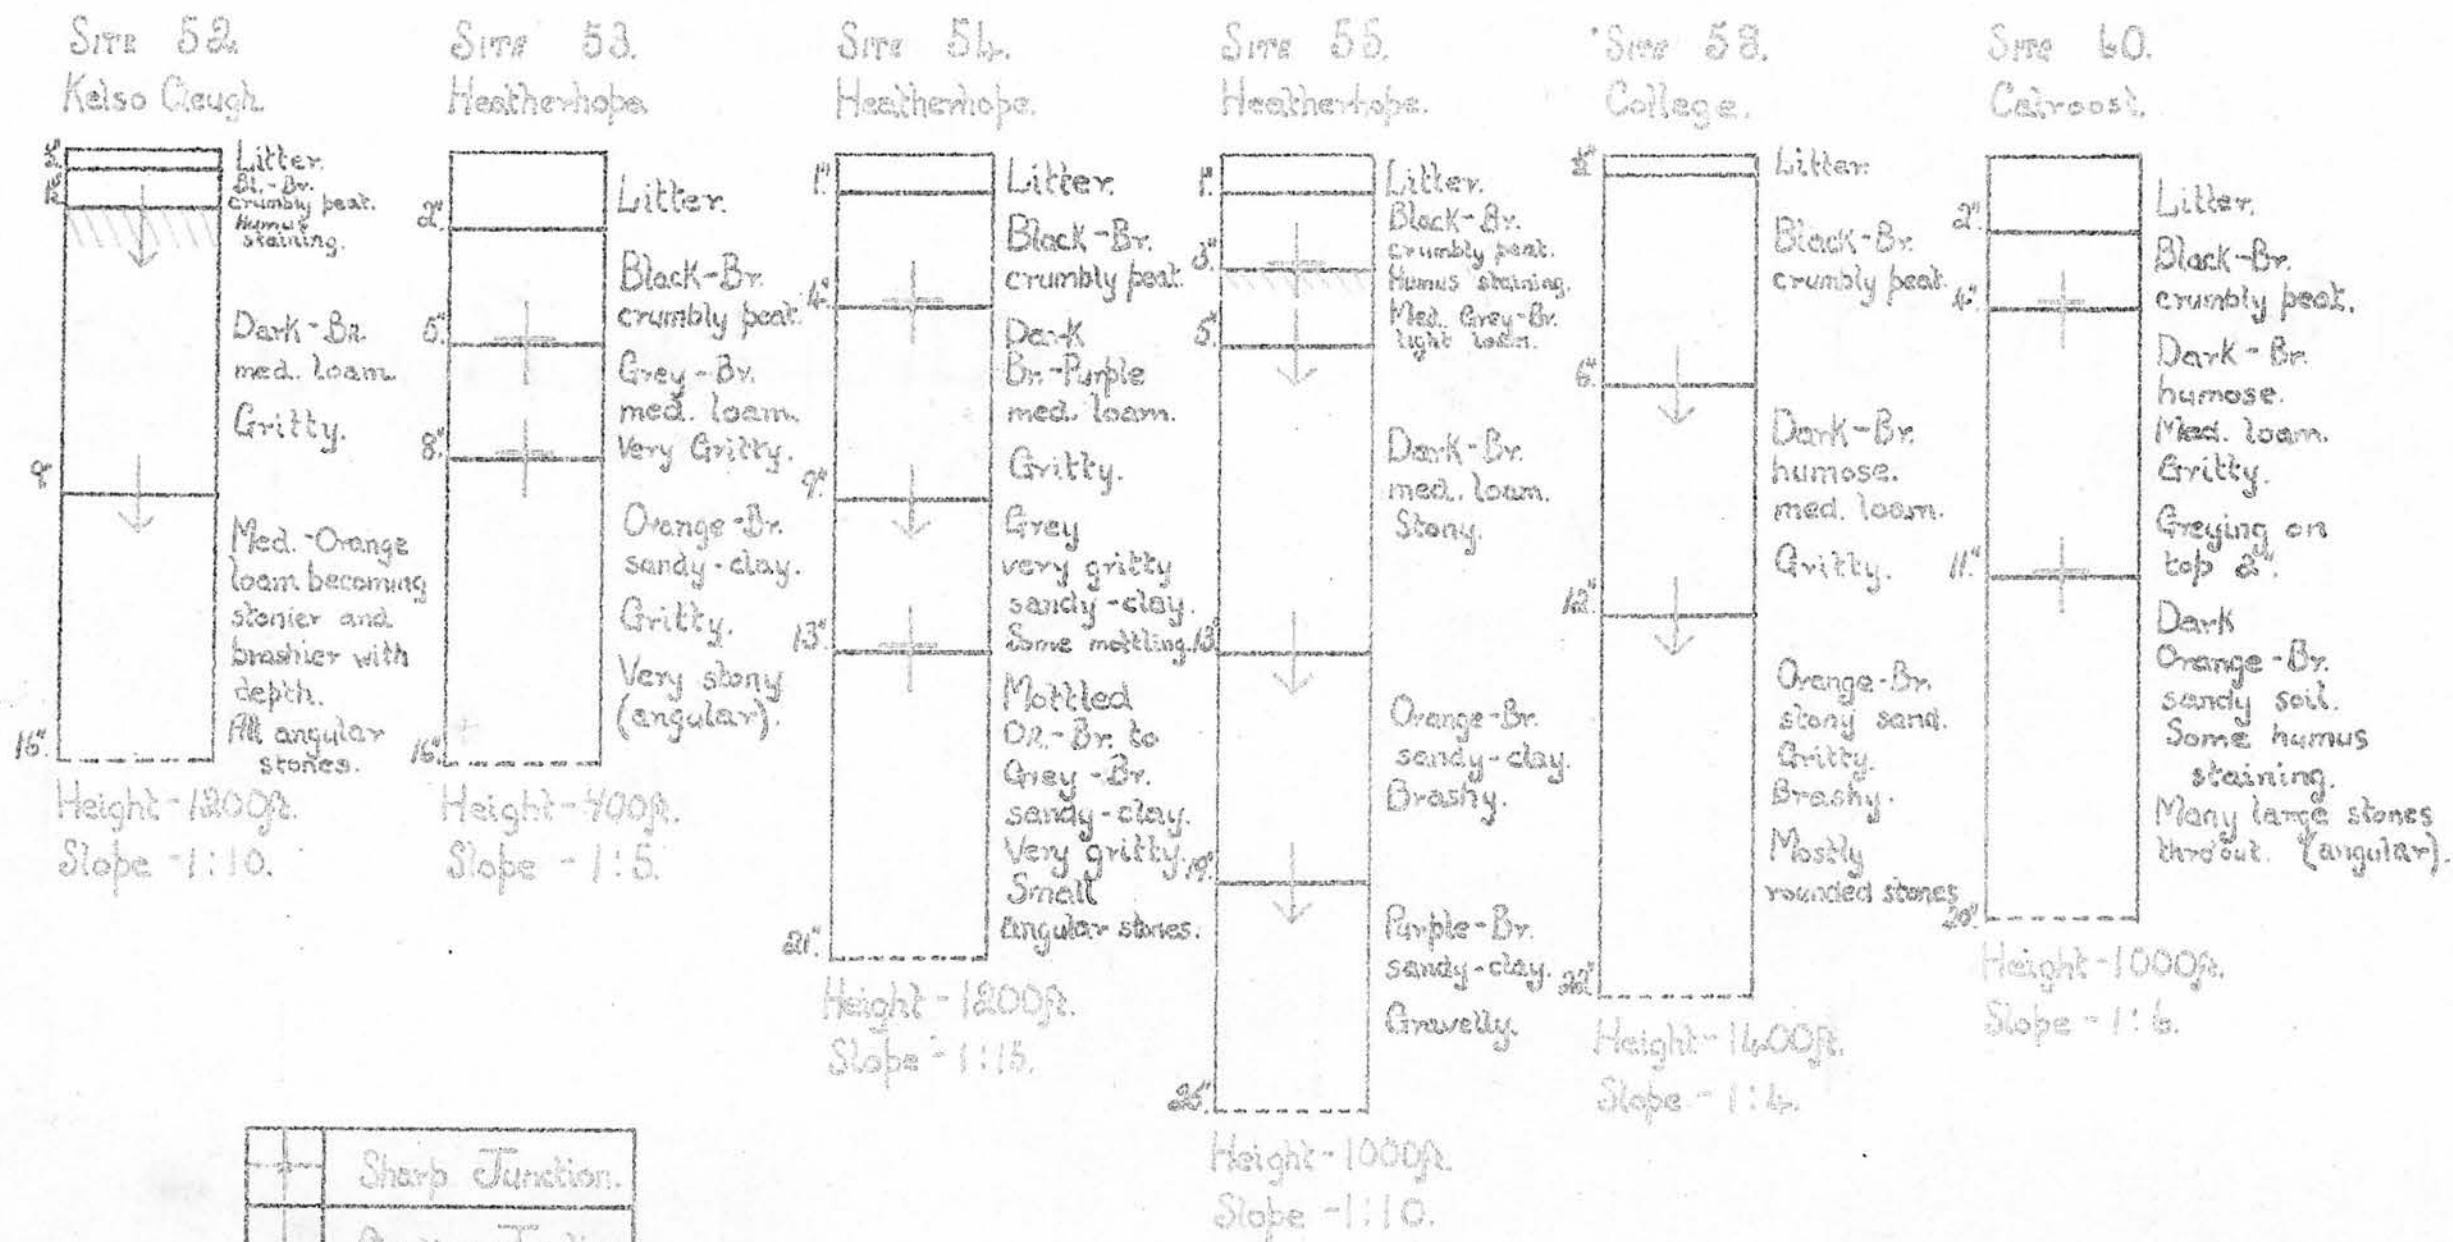 Site 52.
Kelso Cleugh.
½"
1½"
9"
16".
Litter.
Bl.-Br.
crumbly peat.
Humus
staining.
Dark-Br.
med. loam.
Gritty.
Med.-Orange
loam becoming
stonier and
brashier with
depth.
All angular
stones.
Height-1200ft.
Slope-1:10.
Site 53.
Heatherhope
2".
5".
8".
16".
Litter.
Black-Br.
crumbly peat.
Grey-Br.
med. loam.
Very Gritty.
Orange-Br.
sandy-clay.
Gritty.
Very stony
(angular).
Height-
Slope - 1:5.
Site 54.
Heatherhope.
1".
4".
9".
13".
21".
Litter.
Black-Br.
crumbly peat.
Dark
Br.-Purple
med. loam.
Gritty.
Grey
very gritty
sandy-clay.
Some mottling.
Mottled
Or.-Br. to
Grey-Br.
sandy-clay.
Very gritty.
Small
angular stones.
Height-1200ft.
Slope-1:15.
Site 55.
Heatherhope.
1".
3".
5".
13".
19".
25".
Litter.
Black-Br.
crumbly peat.
Humus staining.
Med. Grey-Br.
light loam.
Dark-Br.
med. loam.
Stony.
Orange-Br.
sandy-clay.
Brashy.
Purple-Br.
sandy-clay.
Gravelly.
Height-1000ft.
Slope-1:10.
Site 58.
College.
½"
6".
12".
22"
Litter.
Black-Br.
crumbly peat.
Dark-Br.
humose.
med. loam.
Gritty.
Orange-Br.
stony sand.
Gritty.
Brashy.
Mostly
rounded stones
Height-1400ft.
Slope-1:4.
Site 60.
Catroost.
2".
4".
11".
20".
Litter.
Black-Br.
crumbly peat.
Dark-Br.
humose.
Med. loam.
Gritty.
Greying on
top 2".
Dark
Orange-Br.
sandy soil.
Some humus
staining.
Many large stones
thro'out. (angular).
Height-1000ft.
Slope-1:6.
Sharp Junction.